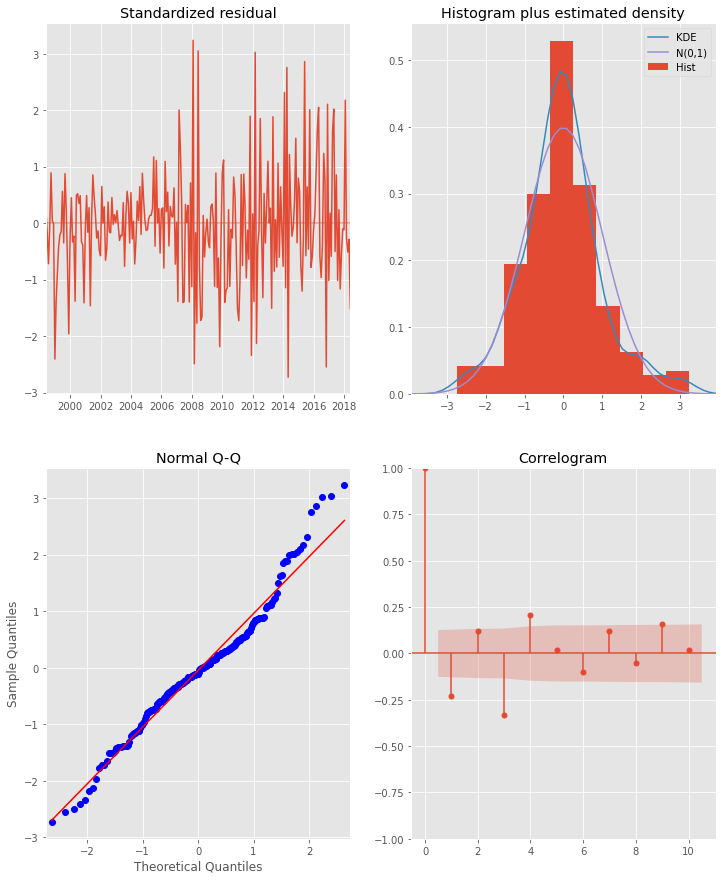 Standardized residual
3
2
1
0
−1
−2
−3
2000 2002 2004 2006 2008 2010 2012 2014 2016 2018
Histogram plus estimated density
KDE
N(0,1)
Hist
0.5
0.4
0.3
0.2
0.1
0.0
−3 −2 −1 0 1 2 3
Normal Q-Q
Sample Quantiles
3
2
1
0
−1
−2
−3
−2 −1 0 1 2
Theoretical Quantiles
Correlogram
1.00
0.75
0.50
0.25
0.00
−0.25
−0.50
−0.75
−1.00
0 2 4 6 8 10